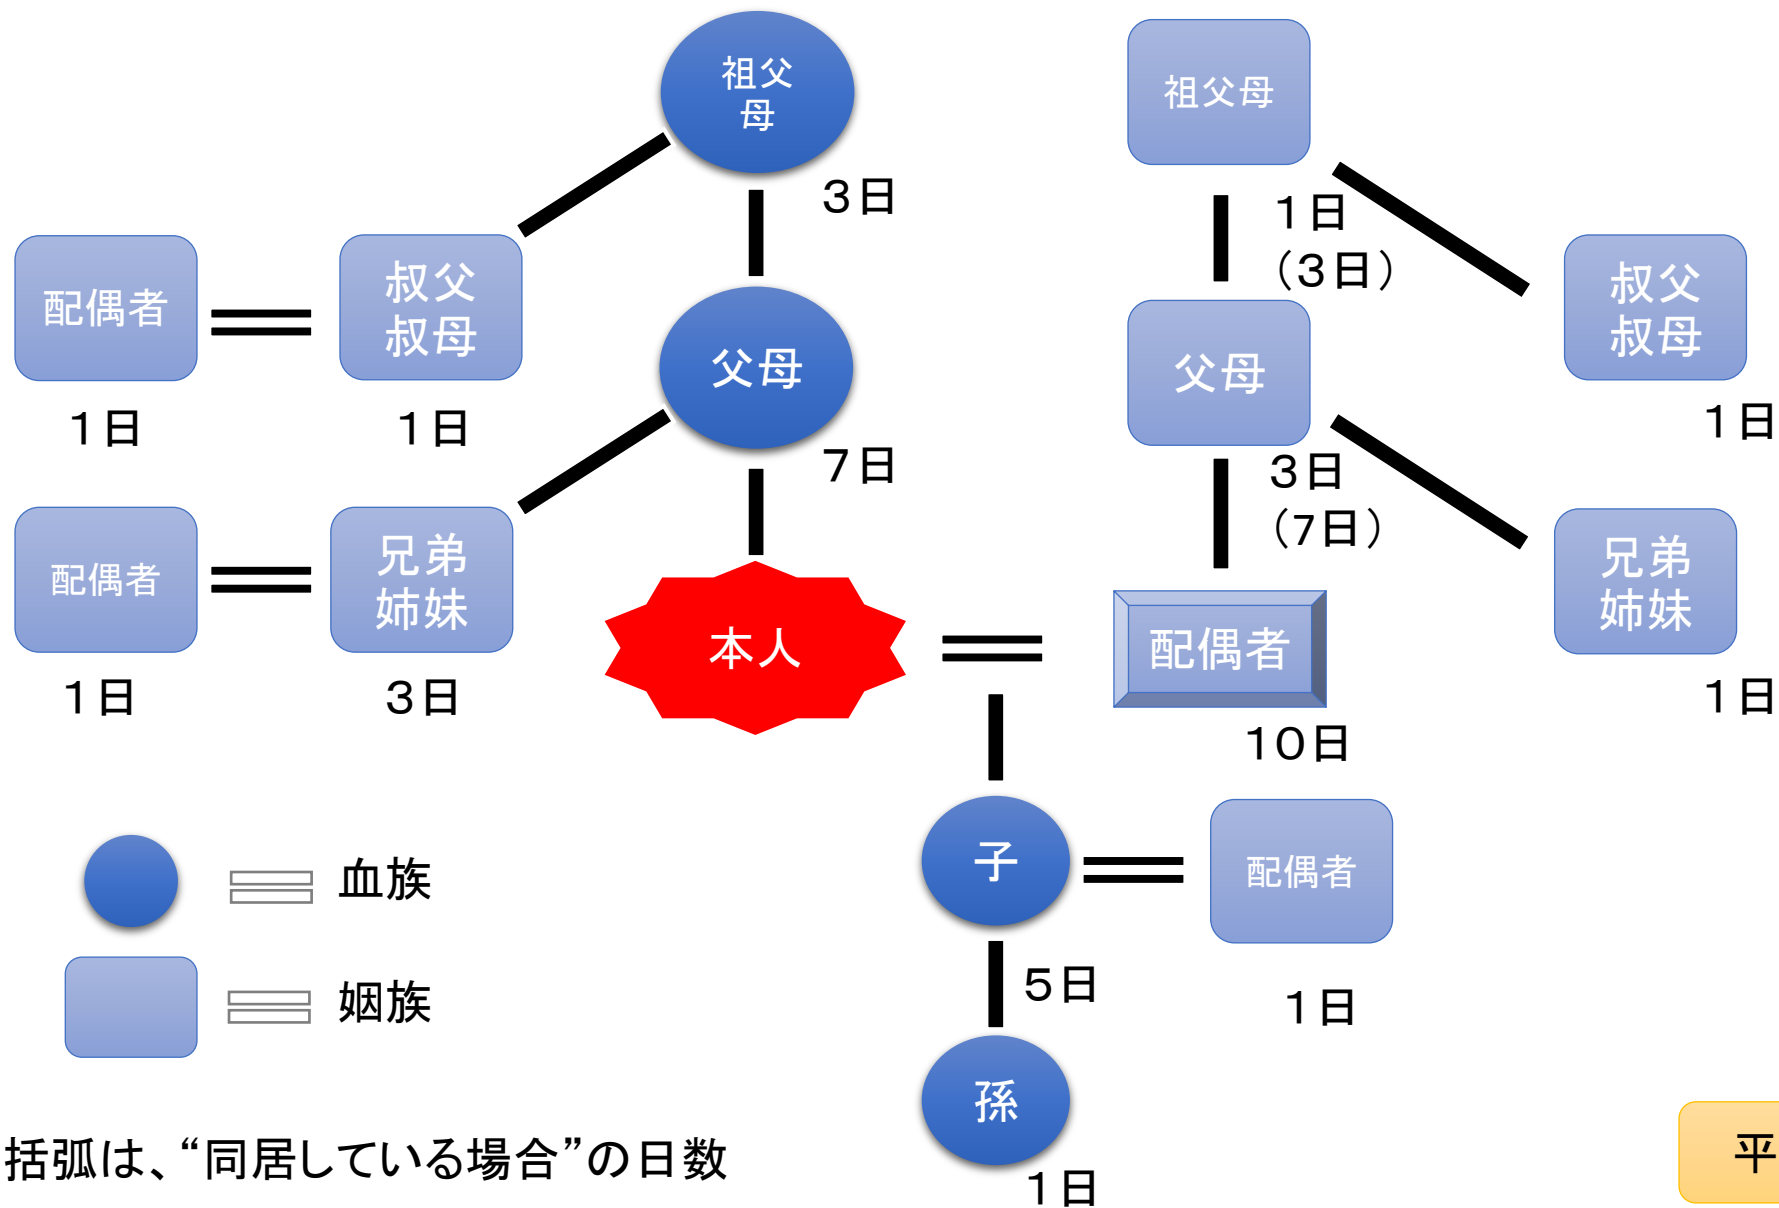 祖父
母
3日
祖父母
1日
（3日）
配偶者
1日
叔父
叔母
1日
父母
7日
父母
3日
（7日）
叔父
叔母
1日
配偶者
1日
兄弟
姉妹
3日
本人
配偶者
10日
兄弟
姉妹
1日
子
5日
配偶者
1日
血族
姻族
孫
1日
括弧は、“同居している場合”の日数
平